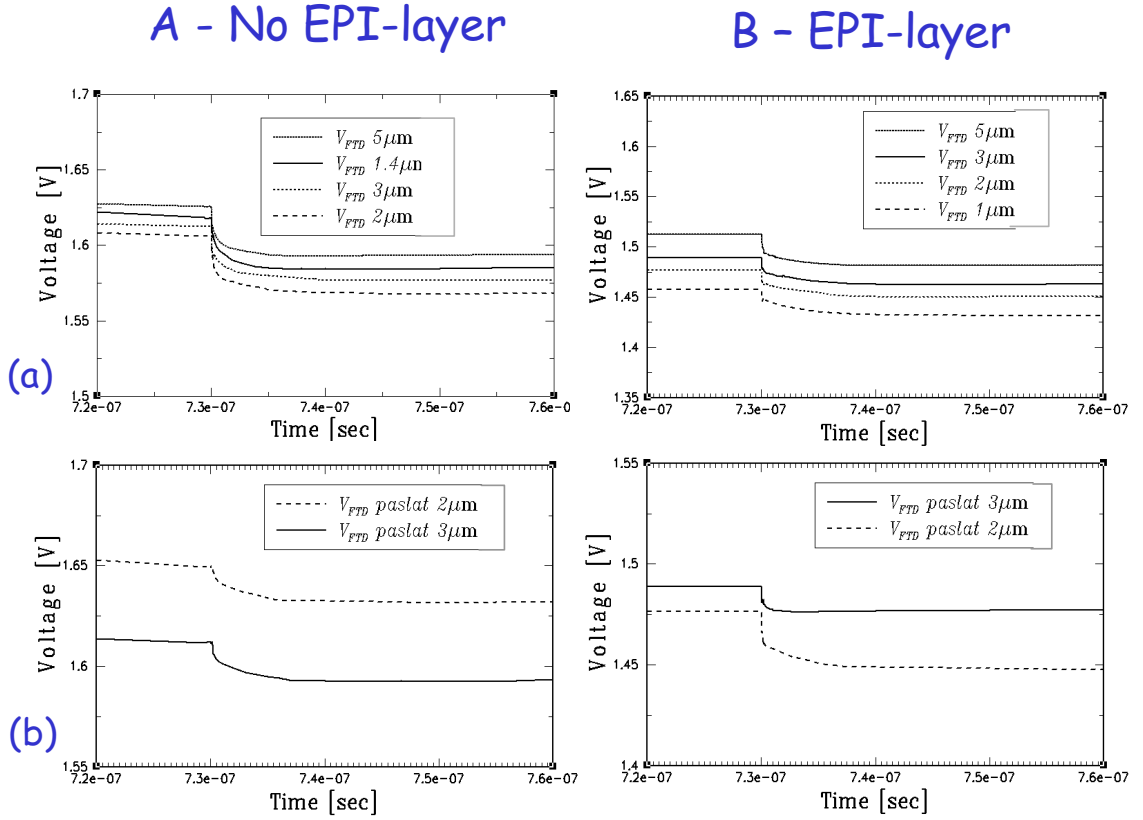 A - No EPI-layer
B – EPI-layer
(a)
1.7
1.65
1.6
1.55
1.5
Voltage [V]
V_FTD 5μm
V_FTD 1.4μn
V_FTD 3μm
V_FTD 2μm
7.2e-07 7.3e-07 7.4e-07 7.5e-07 7.6e-0
Time [sec]
1.65
1.6
1.55
1.5
1.45
1.4
1.35
Voltage [V]
V_FTD 5μm
V_FTD 3μm
V_FTD 2μm
V_FTD 1μm
7.2e-07 7.3e-07 7.4e-07 7.5e-07 7.6e-07
Time [sec]
(b)
1.7
1.65
1.6
1.55
Voltage [V]
V_FTD paslat 2μm
V_FTD paslat 3μm
7.2e-07 7.3e-07 7.4e-07 7.5e-07 7.6e-07
Time [sec]
1.55
1.5
1.45
1.4
Voltage [V]
V_FTD paslat 3μm
V_FTD paslat 2μm
7.2e-07 7.3e-07 7.4e-07 7.5e-07 7.6e-07
Time [sec]